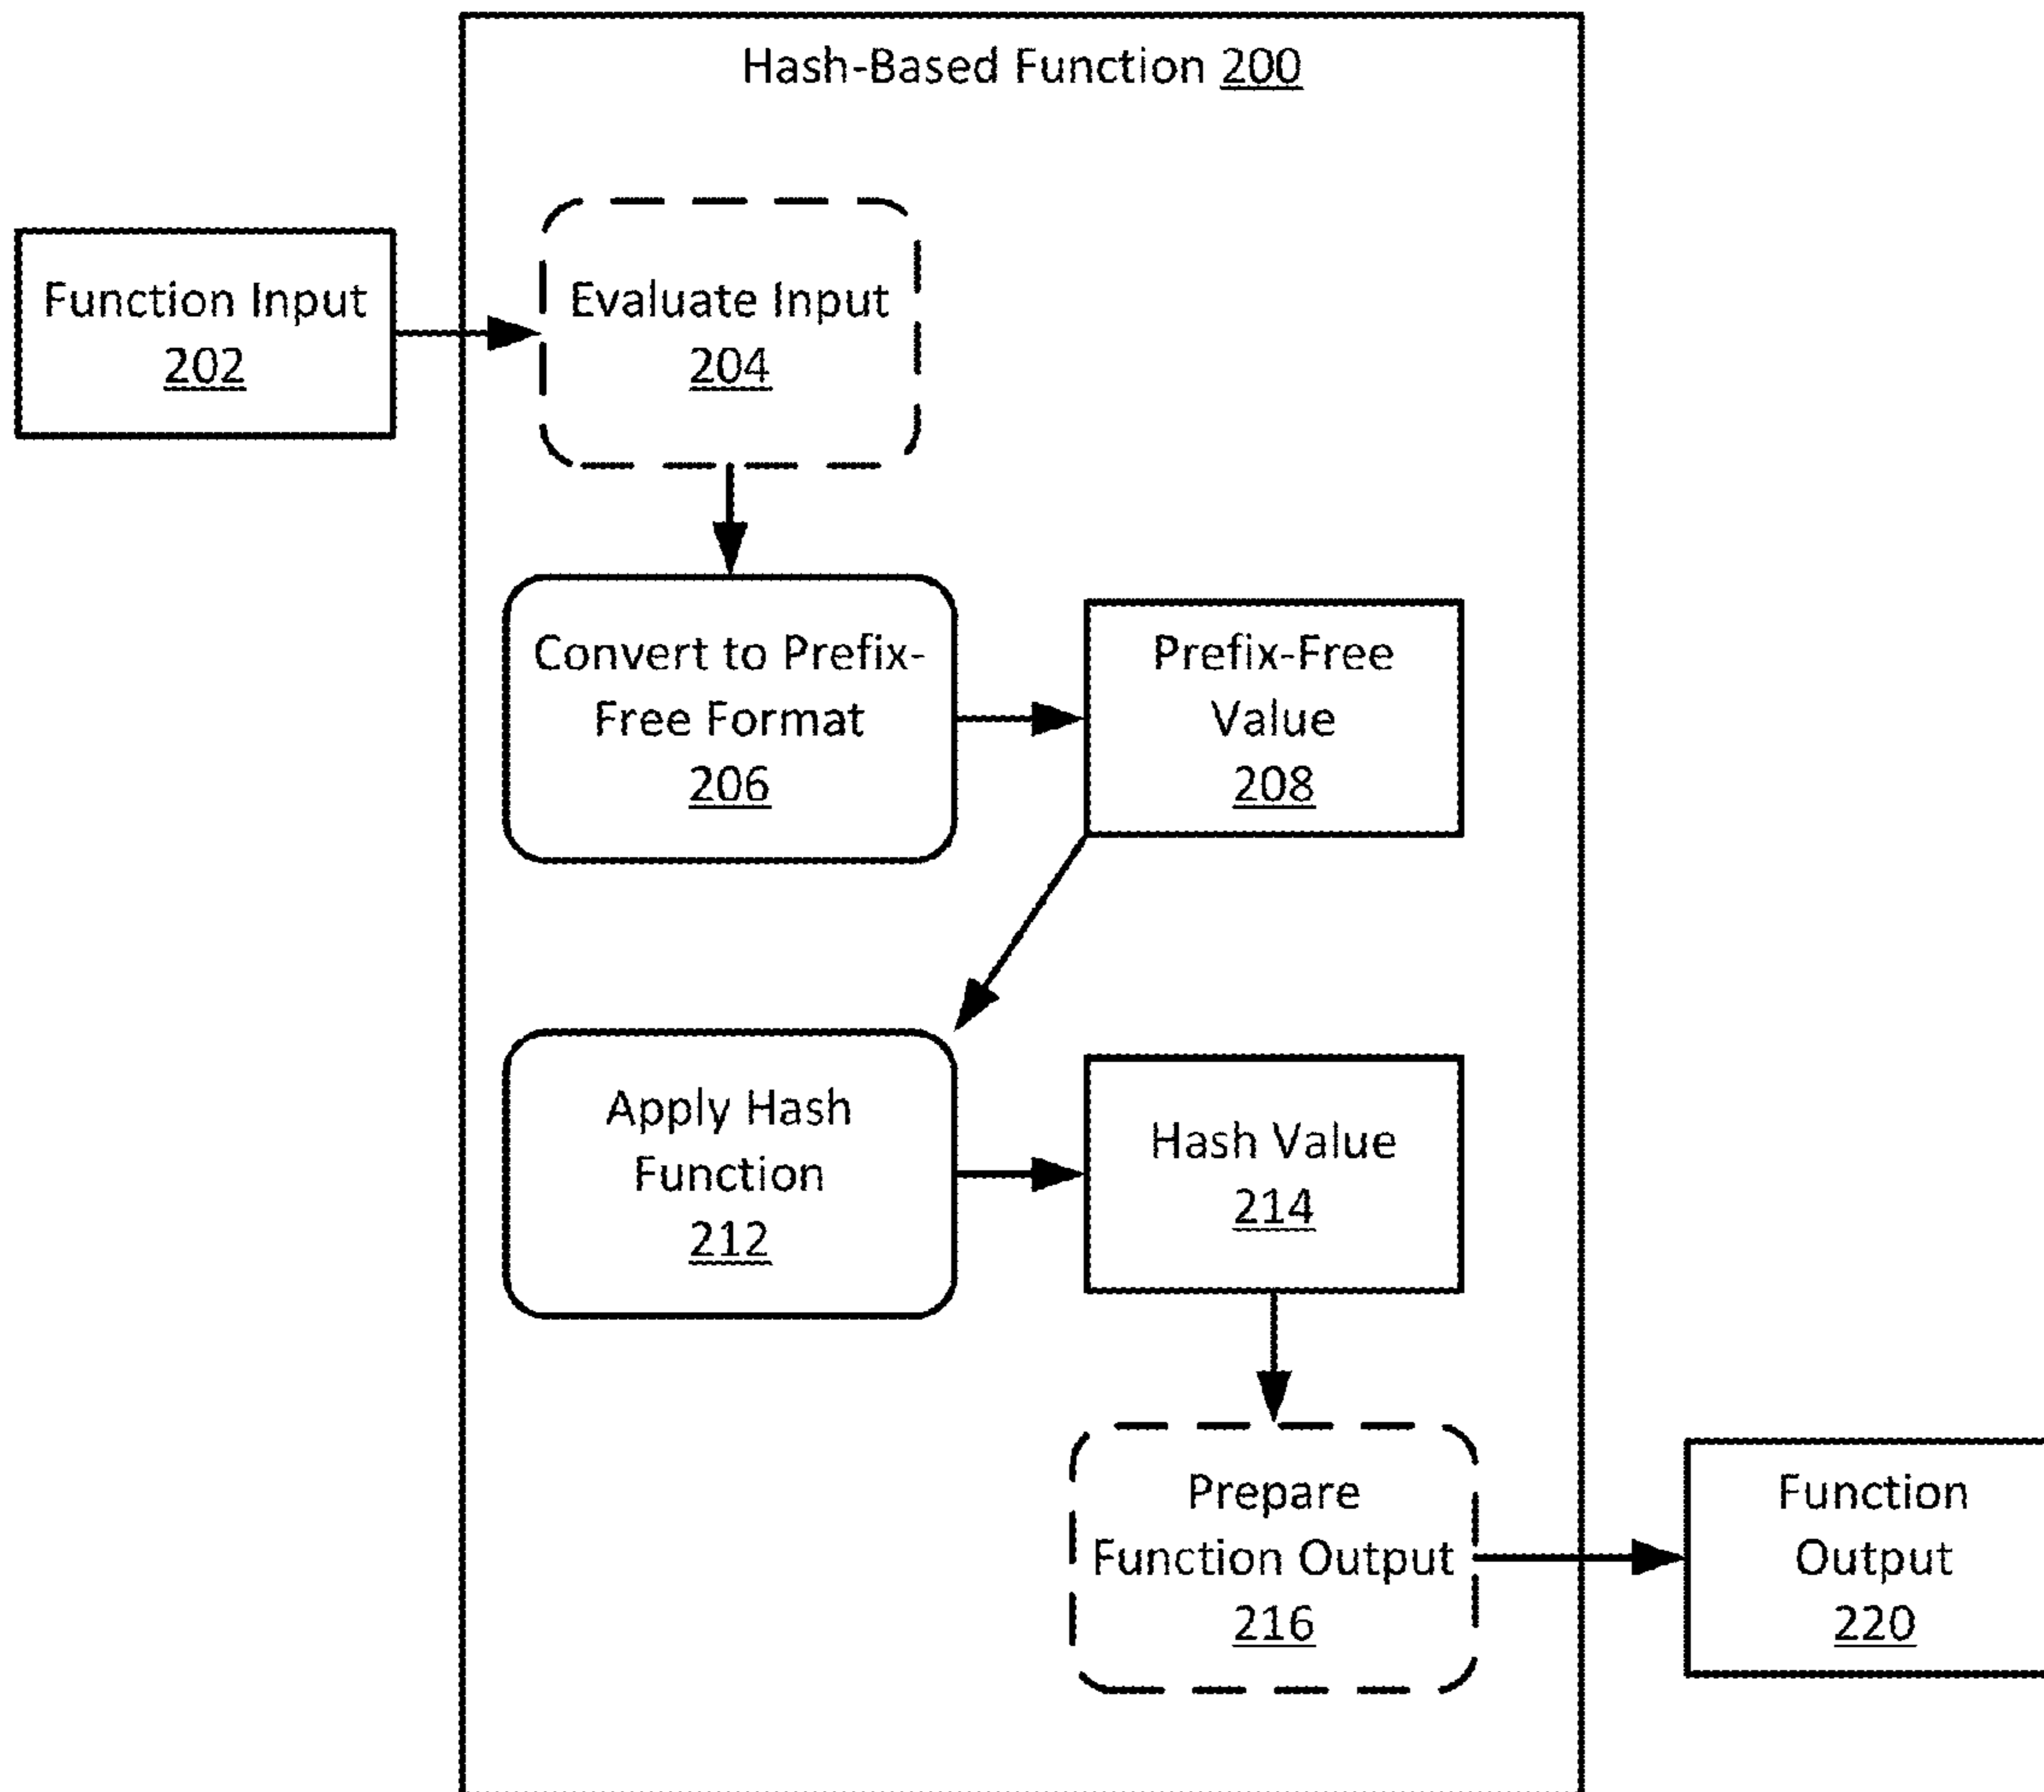 Hash-Based Function 200
Function Input
202
Evaluate Input
204
Convert to Prefix-
Free Format
206
Prefix-Free
Value
208
Apply Hash
Function
212
Hash Value
214
Prepare
Function Output
216
Function
Output
220